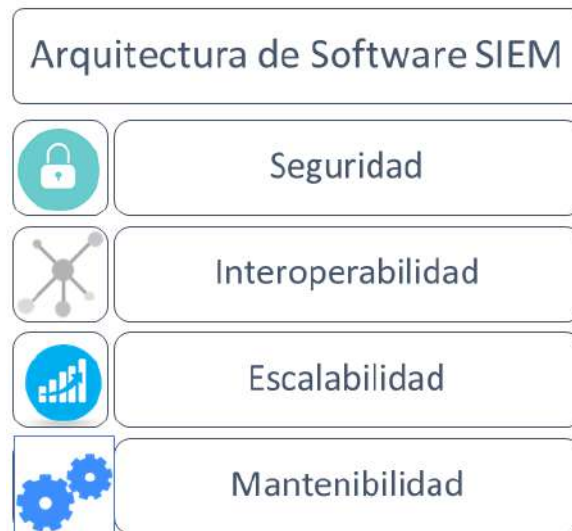 Arquitectura de Software SIEM
Seguridad
Interoperabilidad
Escalabilidad
Mantenibilidad